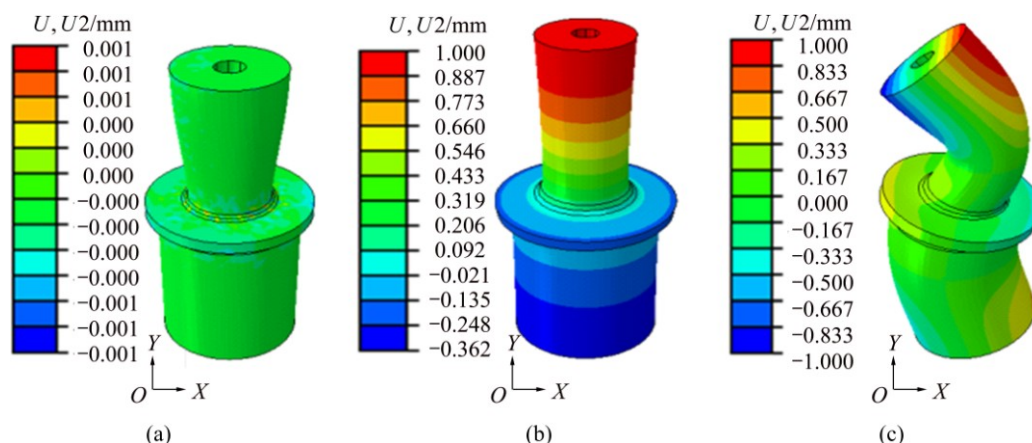 U, U2/mm
0.001
0.001
0.001
0.000
0.000
0.000
−0.000
−0.000
−0.000
−0.000
−0.001
−0.001
−0.001
Y
O
X
(a)
U, U2/mm
1.000
0.887
0.773
0.660
0.546
0.433
0.319
0.206
0.092
−0.021
−0.135
−0.248
−0.362
Y
O
X
(b)
U, U2/mm
1.000
0.833
0.667
0.500
0.333
0.167
0.000
−0.167
−0.333
−0.500
−0.667
−0.833
−1.000
Y
O
X
(c)